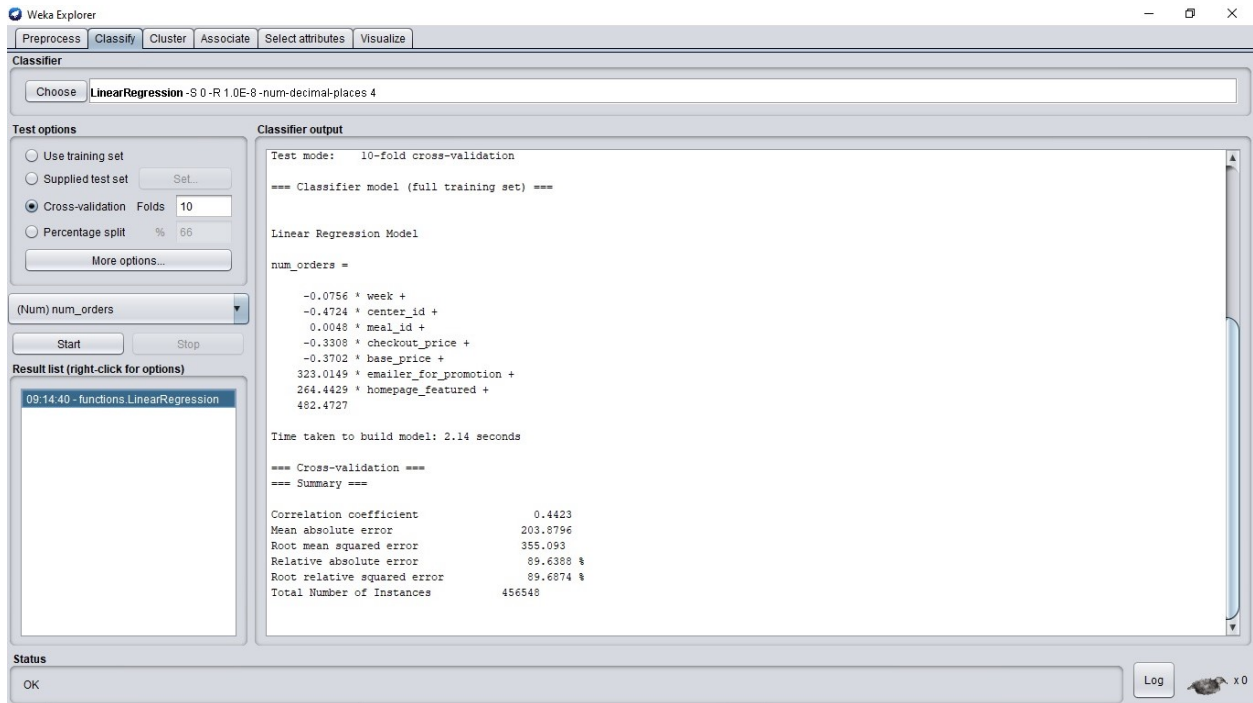 Weka Explorer
Preprocess Classify Cluster Associate Select attributes Visualize
Classifier
Choose LinearRegression -S 0 -R 1.0E-8 -num-decimal-places 4
Test options
Use training set
Supplied test set Set...
Cross-validation Folds 10
Percentage split % 66
More options...
(Num) num_orders
Start Stop
Result list (right-click for options)
09:14:40 - functions.LinearRegression
Classifier output
Test mode: 10-fold cross-validation
=== Classifier model (full training set) ===
Linear Regression Model
num_orders =
-0.0756 * week +
-0.4724 * center_id +
0.0048 * meal_id +
-0.3308 * checkout_price +
-0.3702 * base_price +
323.0149 * emailer_for_promotion +
264.4429 * homepage_featured +
482.4727
Time taken to build model: 2.14 seconds
=== Cross-validation ===
=== Summary ===
Correlation coefficient 0.4423
Mean absolute error 203.8796
Root mean squared error 355.093
Relative absolute error 89.6388 %
Root relative squared error 89.6874 %
Total Number of Instances 456548
Status
OK
Log x 0